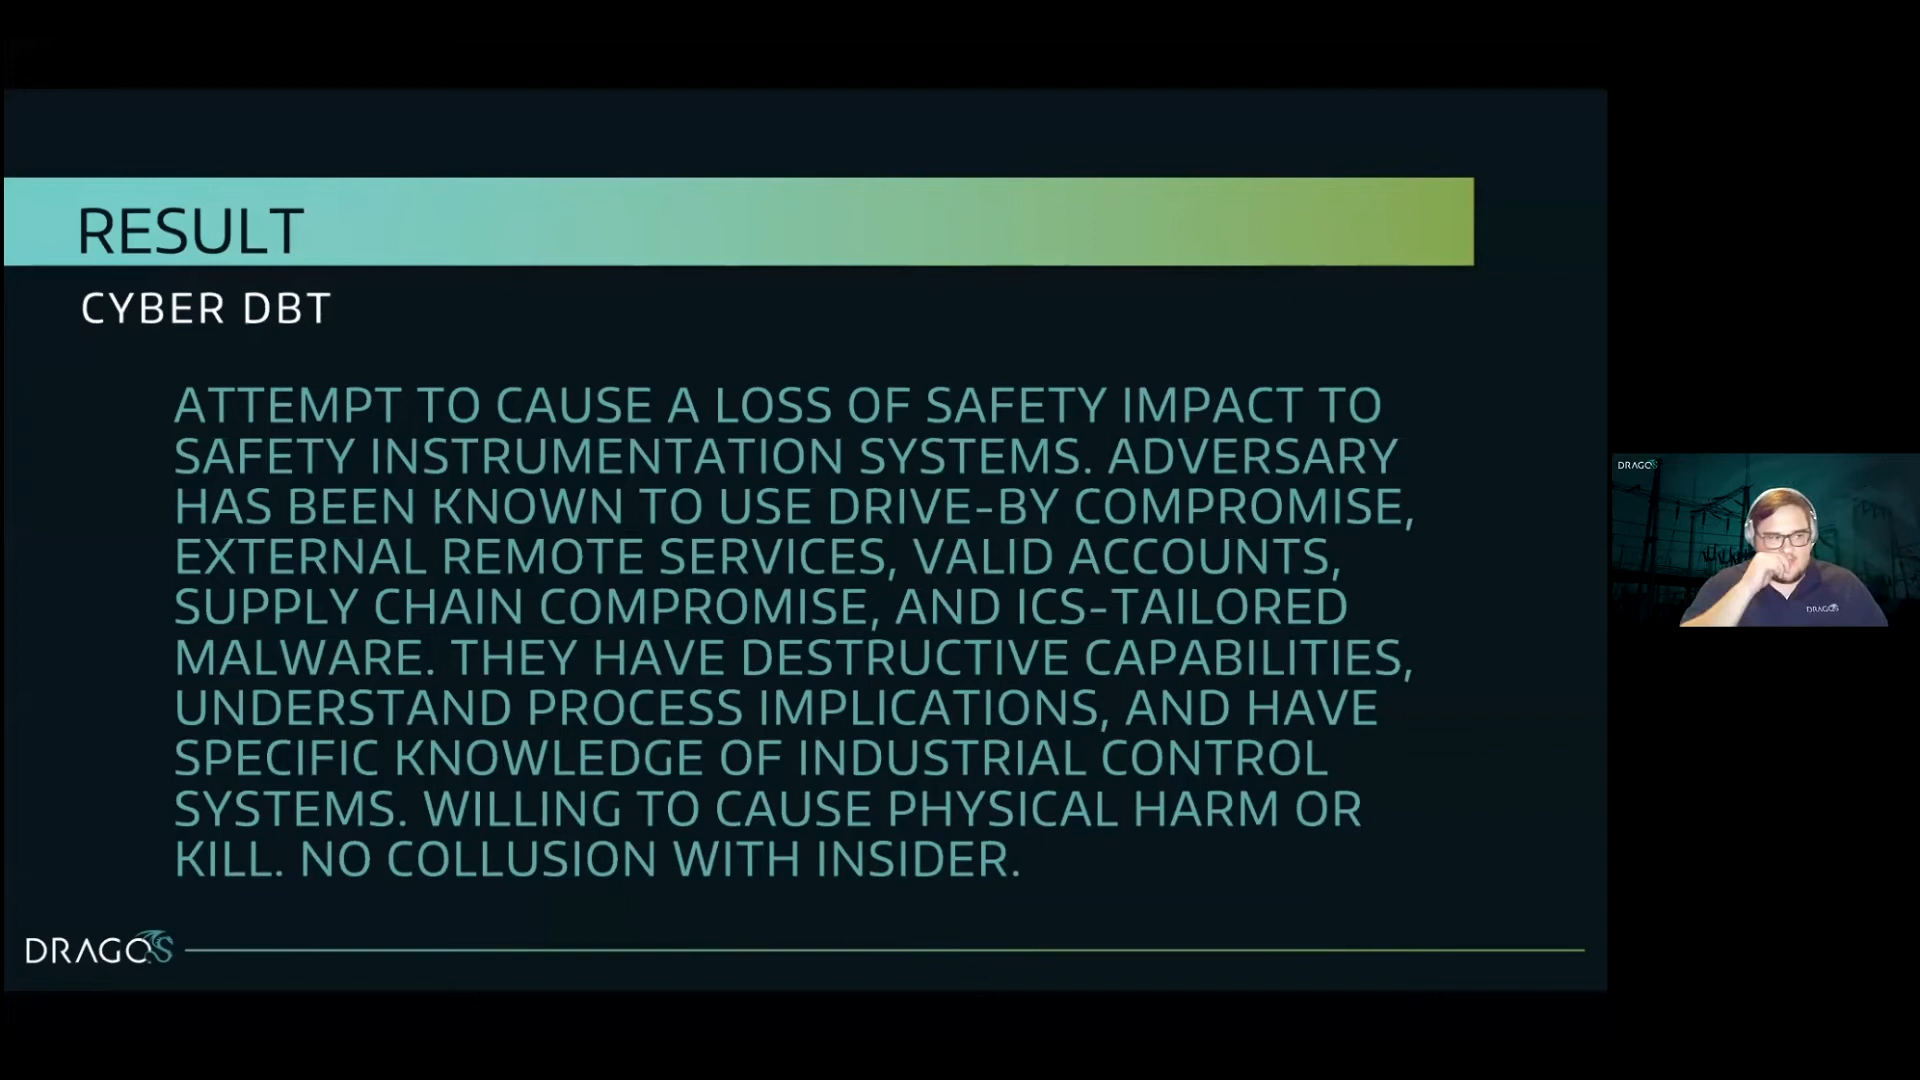 RESULT
CYBER DBT
ATTEMPT TO CAUSE A LOSS OF SAFETY IMPACT TO
SAFETY INSTRUMENTATION SYSTEMS. ADVERSARY
HAS BEEN KNOWN TO USE DRIVE-BY COMPROMISE,
EXTERNAL REMOTE SERVICES, VALID ACCOUNTS,
SUPPLY CHAIN COMPROMISE, AND ICS-TAILORED
MALWARE. THEY HAVE DESTRUCTIVE CAPABILITIES,
UNDERSTAND PROCESS IMPLICATIONS, AND HAVE
SPECIFIC KNOWLEDGE OF INDUSTRIAL CONTROL
SYSTEMS. WILLING TO CAUSE PHYSICAL HARM OR
KILL. NO COLLUSION WITH INSIDER.
DRAGOS
DRAGOS
DRAGOS